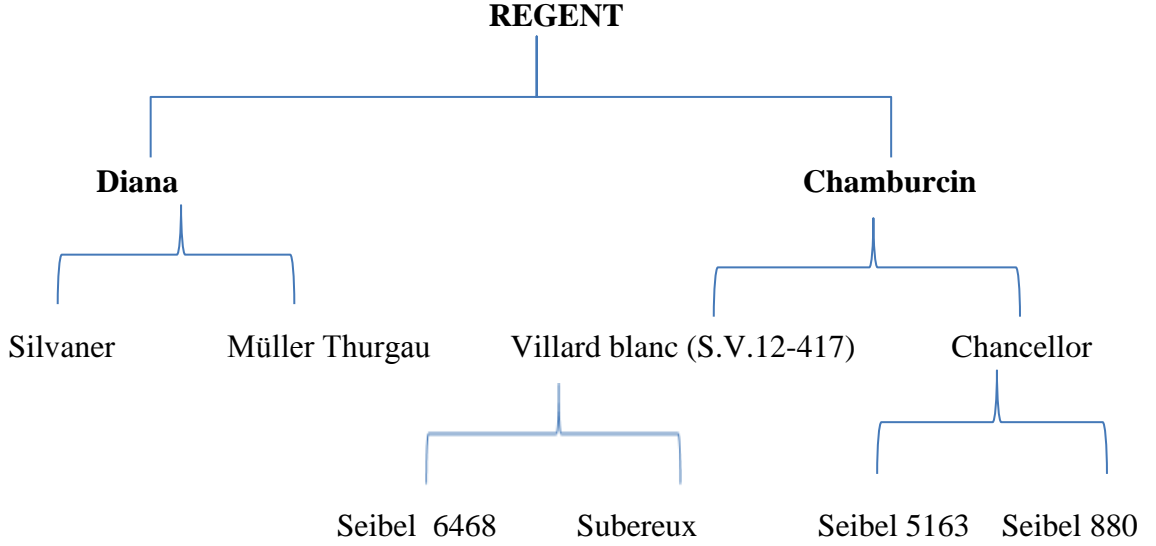 REGENT
Diana Chamburcin
Silvaner Müller Thurgau Villard blanc (S.V.12-417) Chancellor
Seibel 6468 Subereux Seibel 5163 Seibel 880